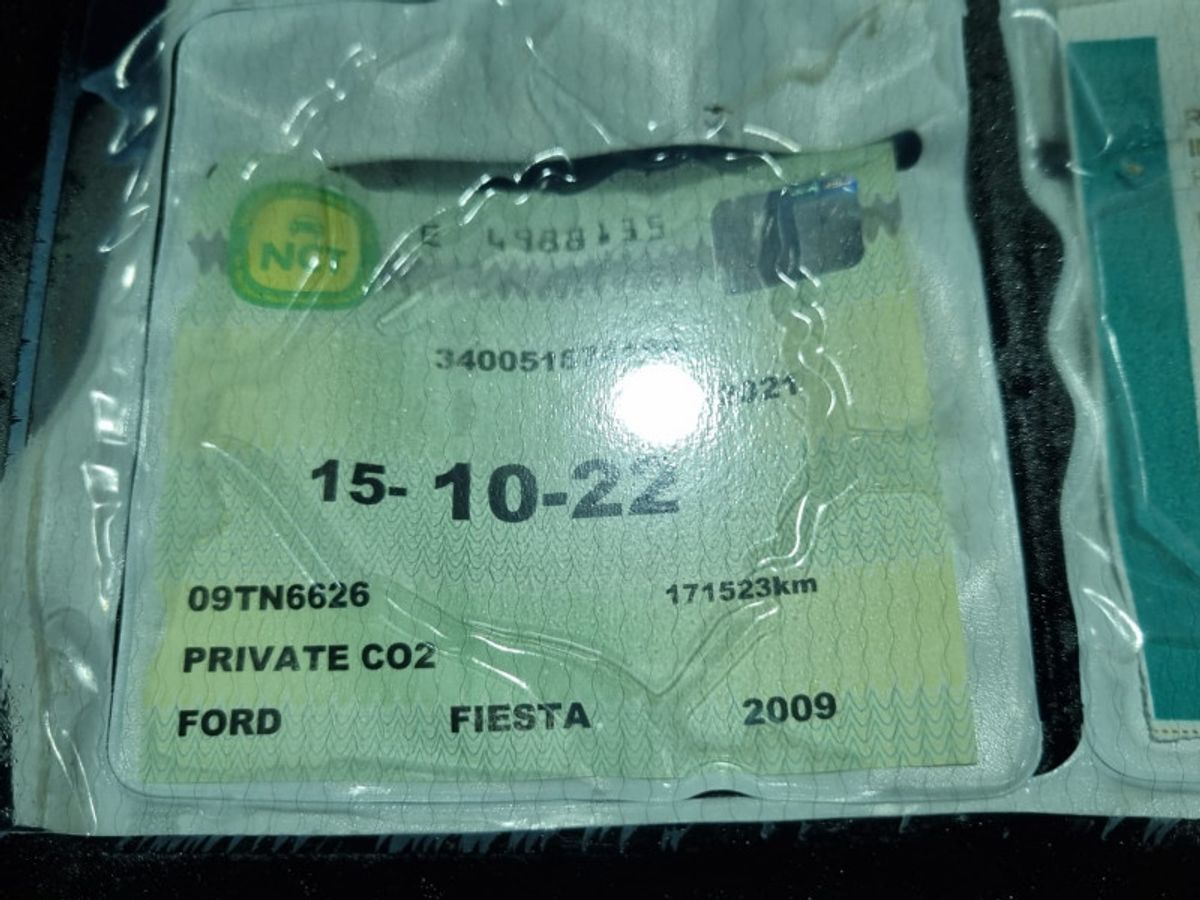 NCT
E 4988135
15-10-22
09TN6626 171523km
PRIVATE CO2
FORD FIESTA 2009